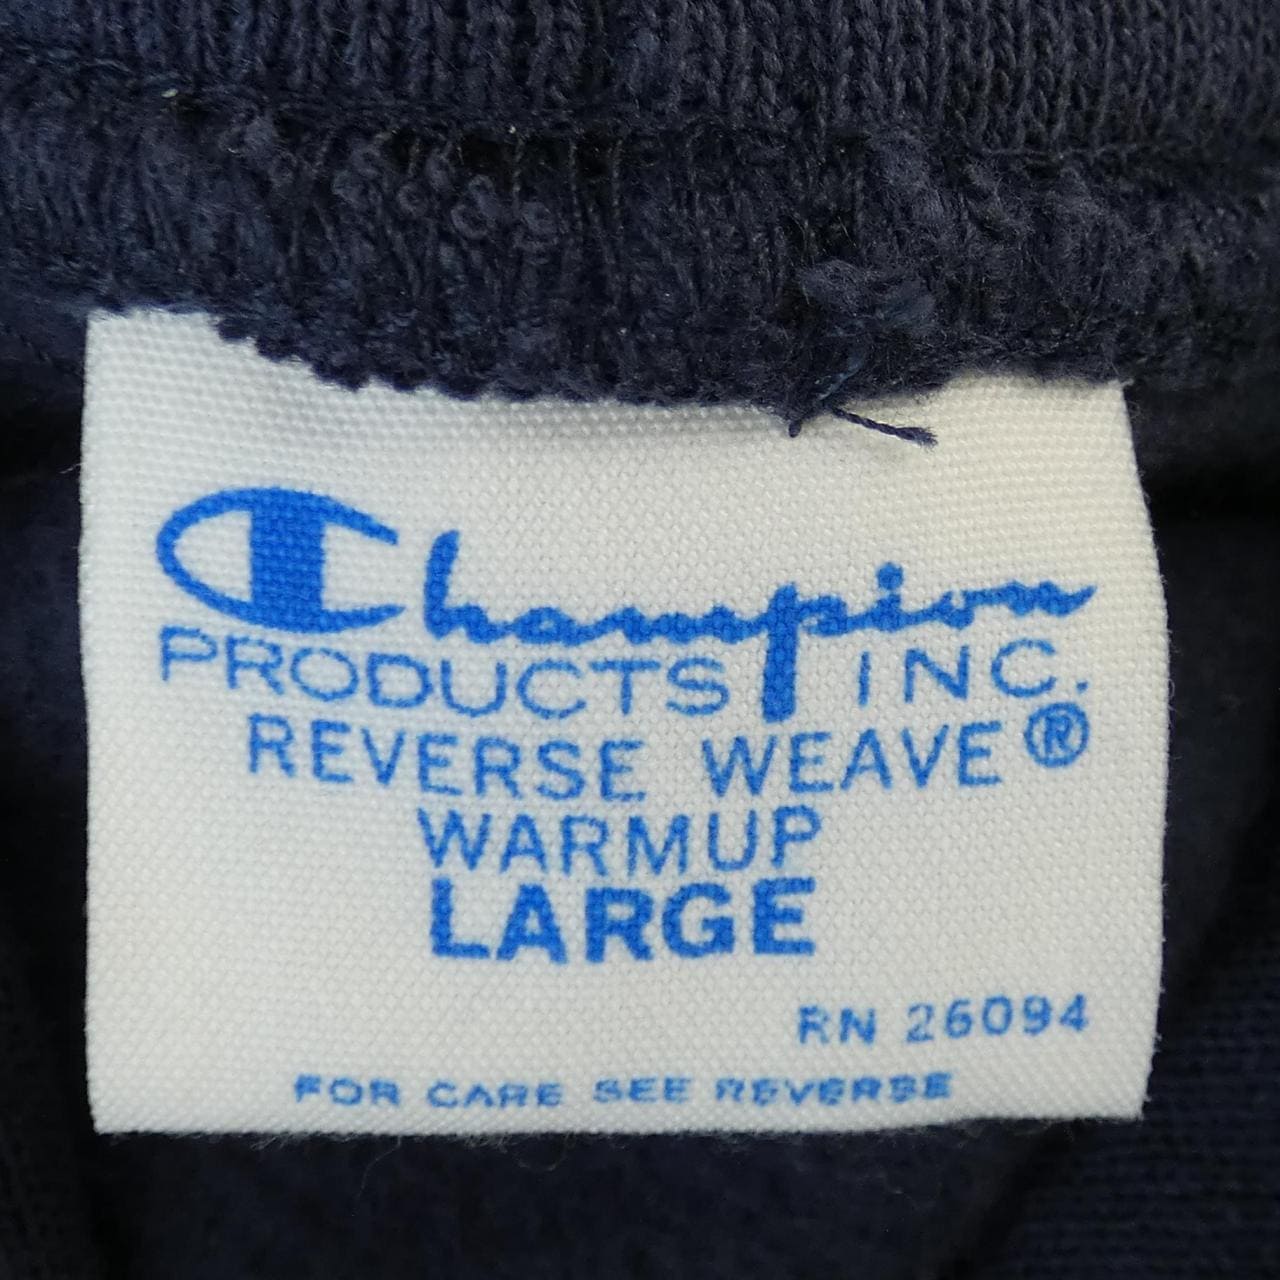 Champion
PRODUCTS INC.
REVERSE WEAVE®
WARMUP
LARGE
RN 26094
FOR CARE SEE REVERSE